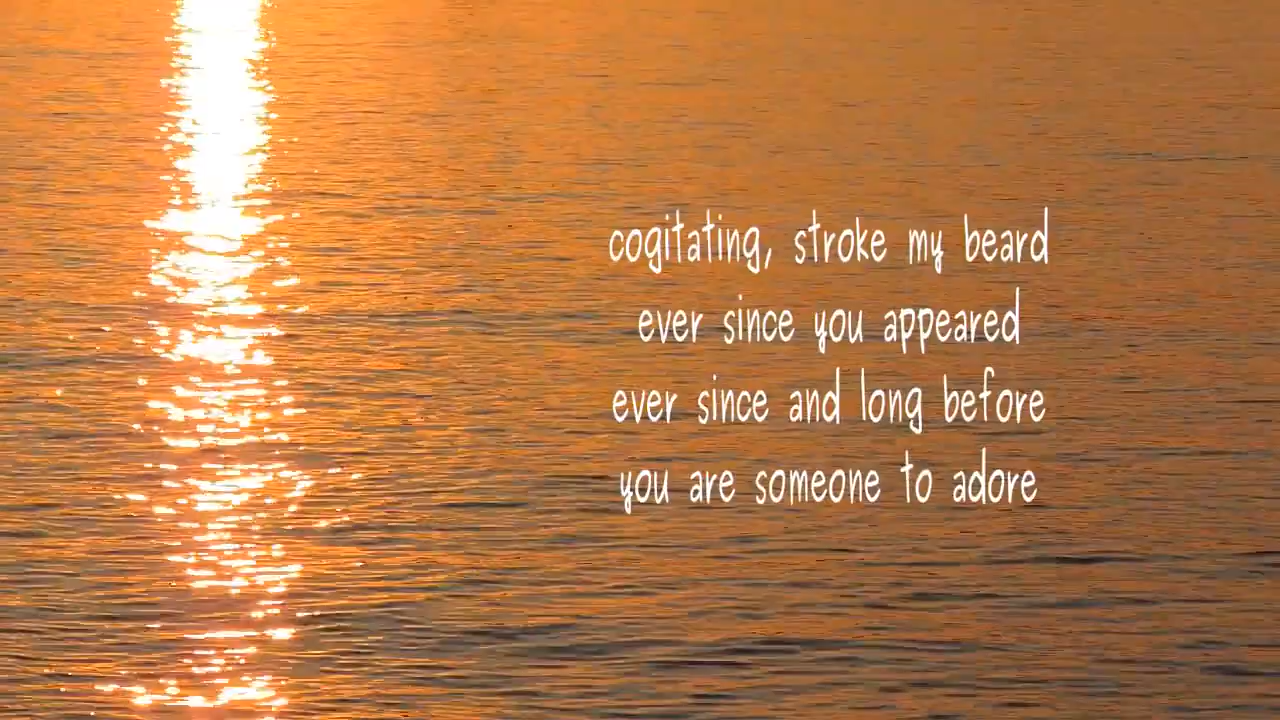 cogitating, stroke my beard
ever since you appeared
ever since and long before
you are someone to adore